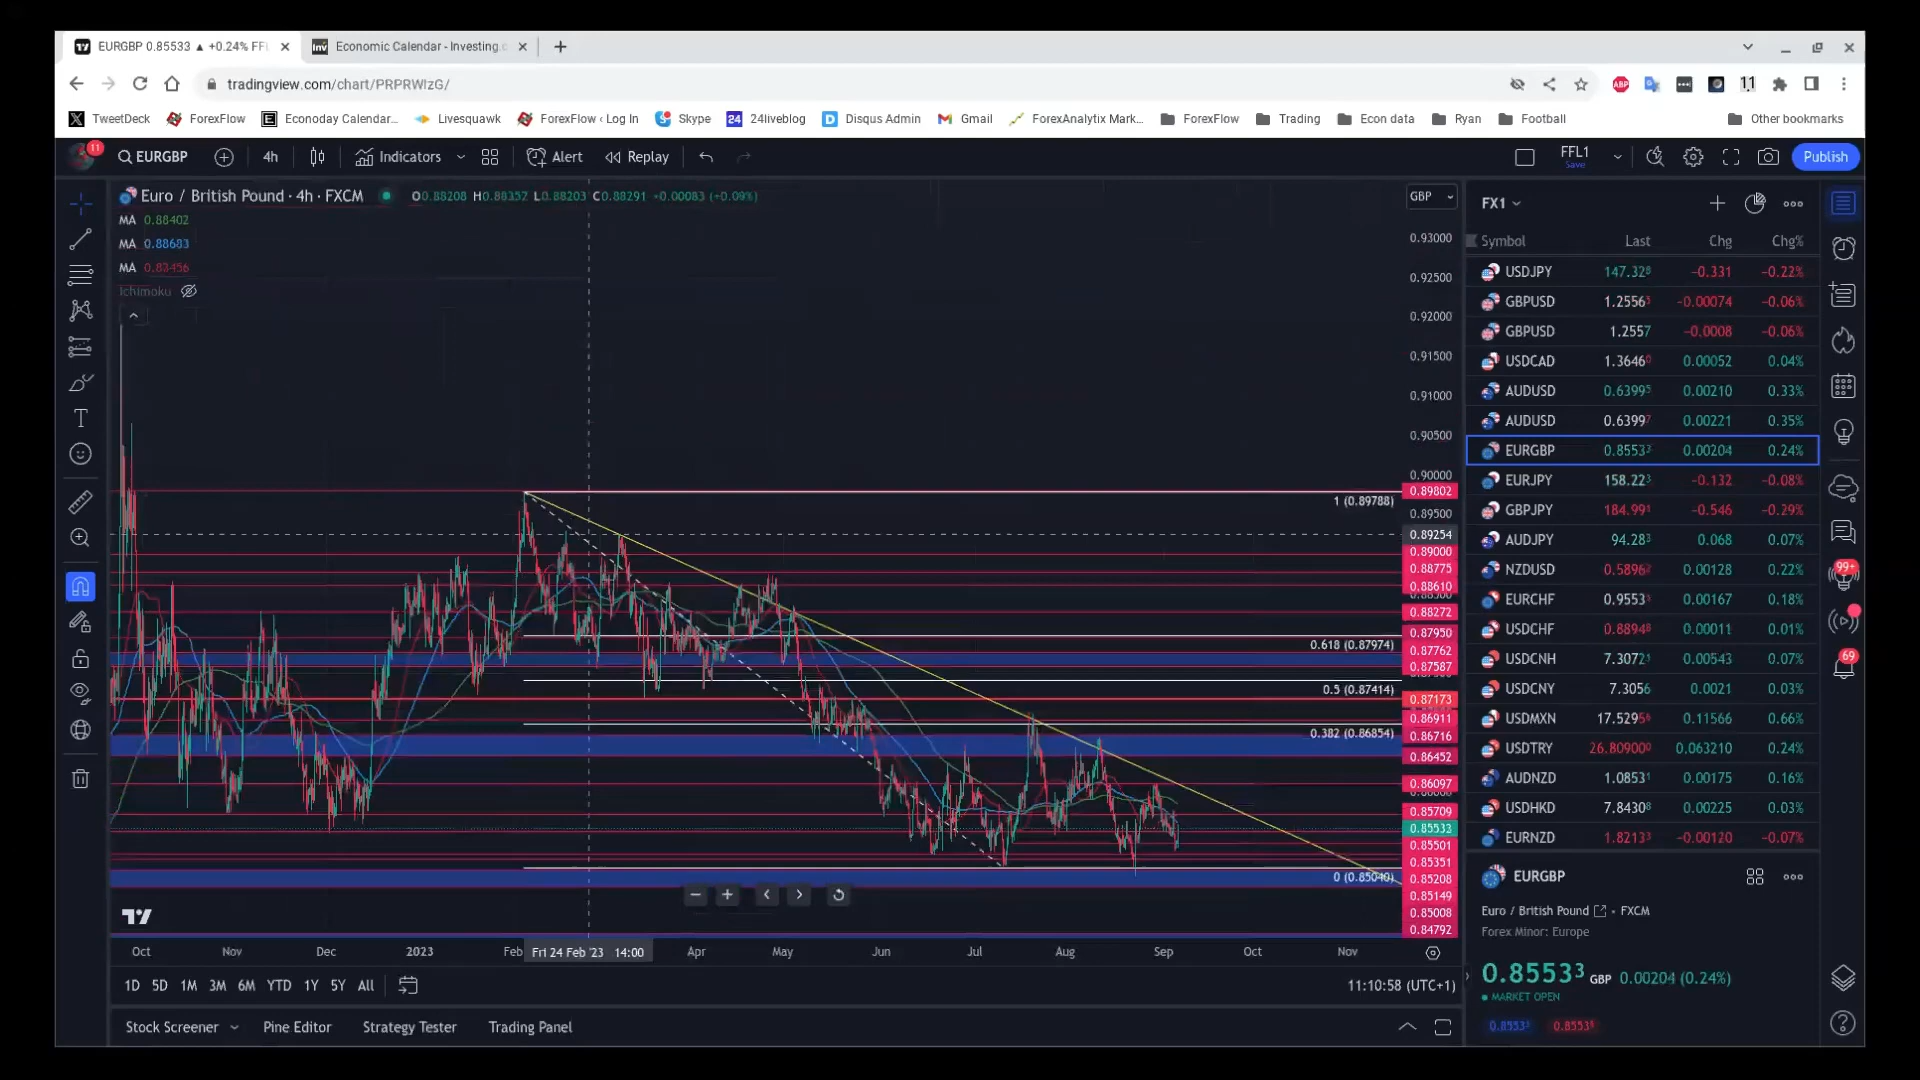 EURGBP 0.85533 ▲ +0.24% FFL
Economic Calendar - Investing.c
tradingview.com/chart/PRPRWIzG/
TweetDeck ForexFlow Econoday Calendar... Livesquawk ForexFlow ‹ Log In Skype 24liveblog Disqus Admin Gmail ForexAnalytix Mark... ForexFlow Trading Econ data Ryan Football Other bookmarks
11 EURGBP 4h Indicators Alert Replay FFL1 Save Publish
Euro / British Pound · 4h · FXCM O0.88208 H0.88357 L0.88203 C0.88291 +0.00083 (+0.09%) GBP
MA 0.88402
MA 0.88683
MA 0.83456
Ichimoku
0.93000
0.92500
0.92000
0.91500
0.91000
0.90500
0.90000
0.89802
1 (0.89788)
0.89500
0.89254
0.89000
0.88775
0.88610
0.88272
0.87950
0.618 (0.87974)
0.87762
0.87587
0.5 (0.87414)
0.87173
0.86911
0.382 (0.86854)
0.86716
0.86452
0.86097
0.85709
0.85533
0.85501
0.85351
0 (0.85040)
0.85208
0.85149
0.85008
0.84792
Oct Nov Dec 2023 Feb Fri 24 Feb '23 14:00 Apr May Jun Jul Aug Sep Oct Nov
1D 5D 1M 3M 6M YTD 1Y 5Y All 11:10:58 (UTC+1)
Stock Screener Pine Editor Strategy Tester Trading Panel
FX1
Symbol Last Chg Chg%
USDJPY 147.328 −0.331 −0.22%
GBPUSD 1.25563 −0.00074 −0.06%
GBPUSD 1.2557 −0.0008 −0.06%
USDCAD 1.36460 0.00052 0.04%
AUDUSD 0.63995 0.00210 0.33%
AUDUSD 0.63997 0.00221 0.35%
EURGBP 0.85533 0.00204 0.24%
EURJPY 158.223 −0.132 −0.08%
GBPJPY −0.546 −0.29%
AUDJPY 94.283 0.068 0.07%
NZDUSD 0.00128 0.22%
EURCHF 0.00167 0.18%
USDCHF 0.88948 0.00011 0.01%
USDCNH 0.00543 0.07%
USDCNY 7.3056 0.0021 0.03%
USDMXN 0.11566 0.66%
USDTRY 26.809000 0.063210 0.24%
AUDNZD 0.00175 0.16%
USDHKD 7.84308 0.00225 0.03%
EURNZD 1.82133 −0.00120 −0.07%
EURGBP
Euro / British Pound • FXCM
Forex Minor: Europe
0.85533 GBP 0.00204 (0.24%)
MARKET OPEN
99+
69